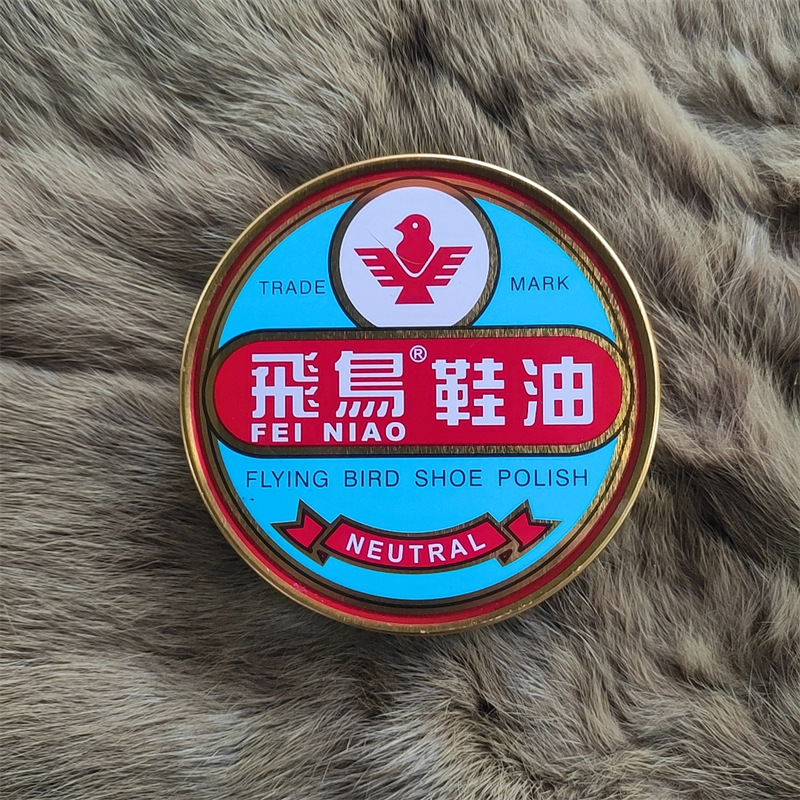 TRADE MARK
飛鳥® 鞋油
FEI NIAO
FLYING BIRD SHOE POLISH
NEUTRAL